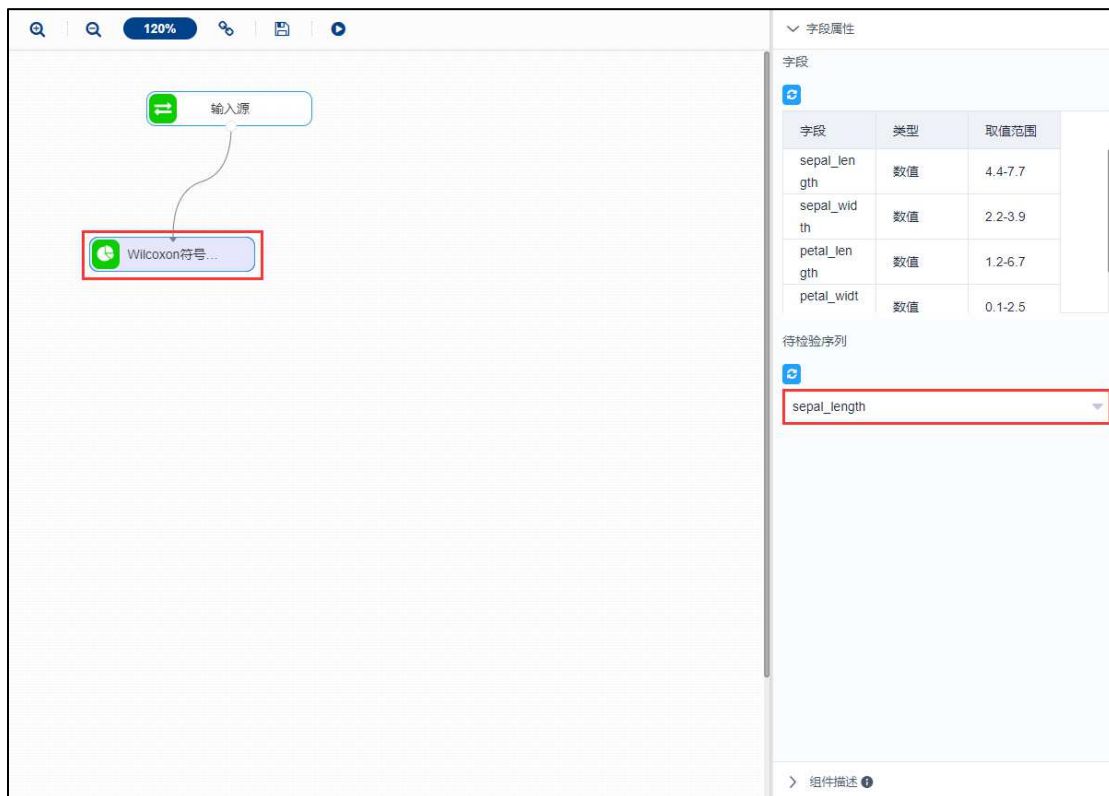 120%
输入源
Wilcoxon符号...
字段属性
字段
字段 类型 取值范围
sepal_len
gth 数值 4.4-7.7
sepal_wid
th 数值 2.2-3.9
petal_len
gth 数值 1.2-6.7
petal_widt
数值 0.1-2.5
待检验序列
sepal_length
组件描述